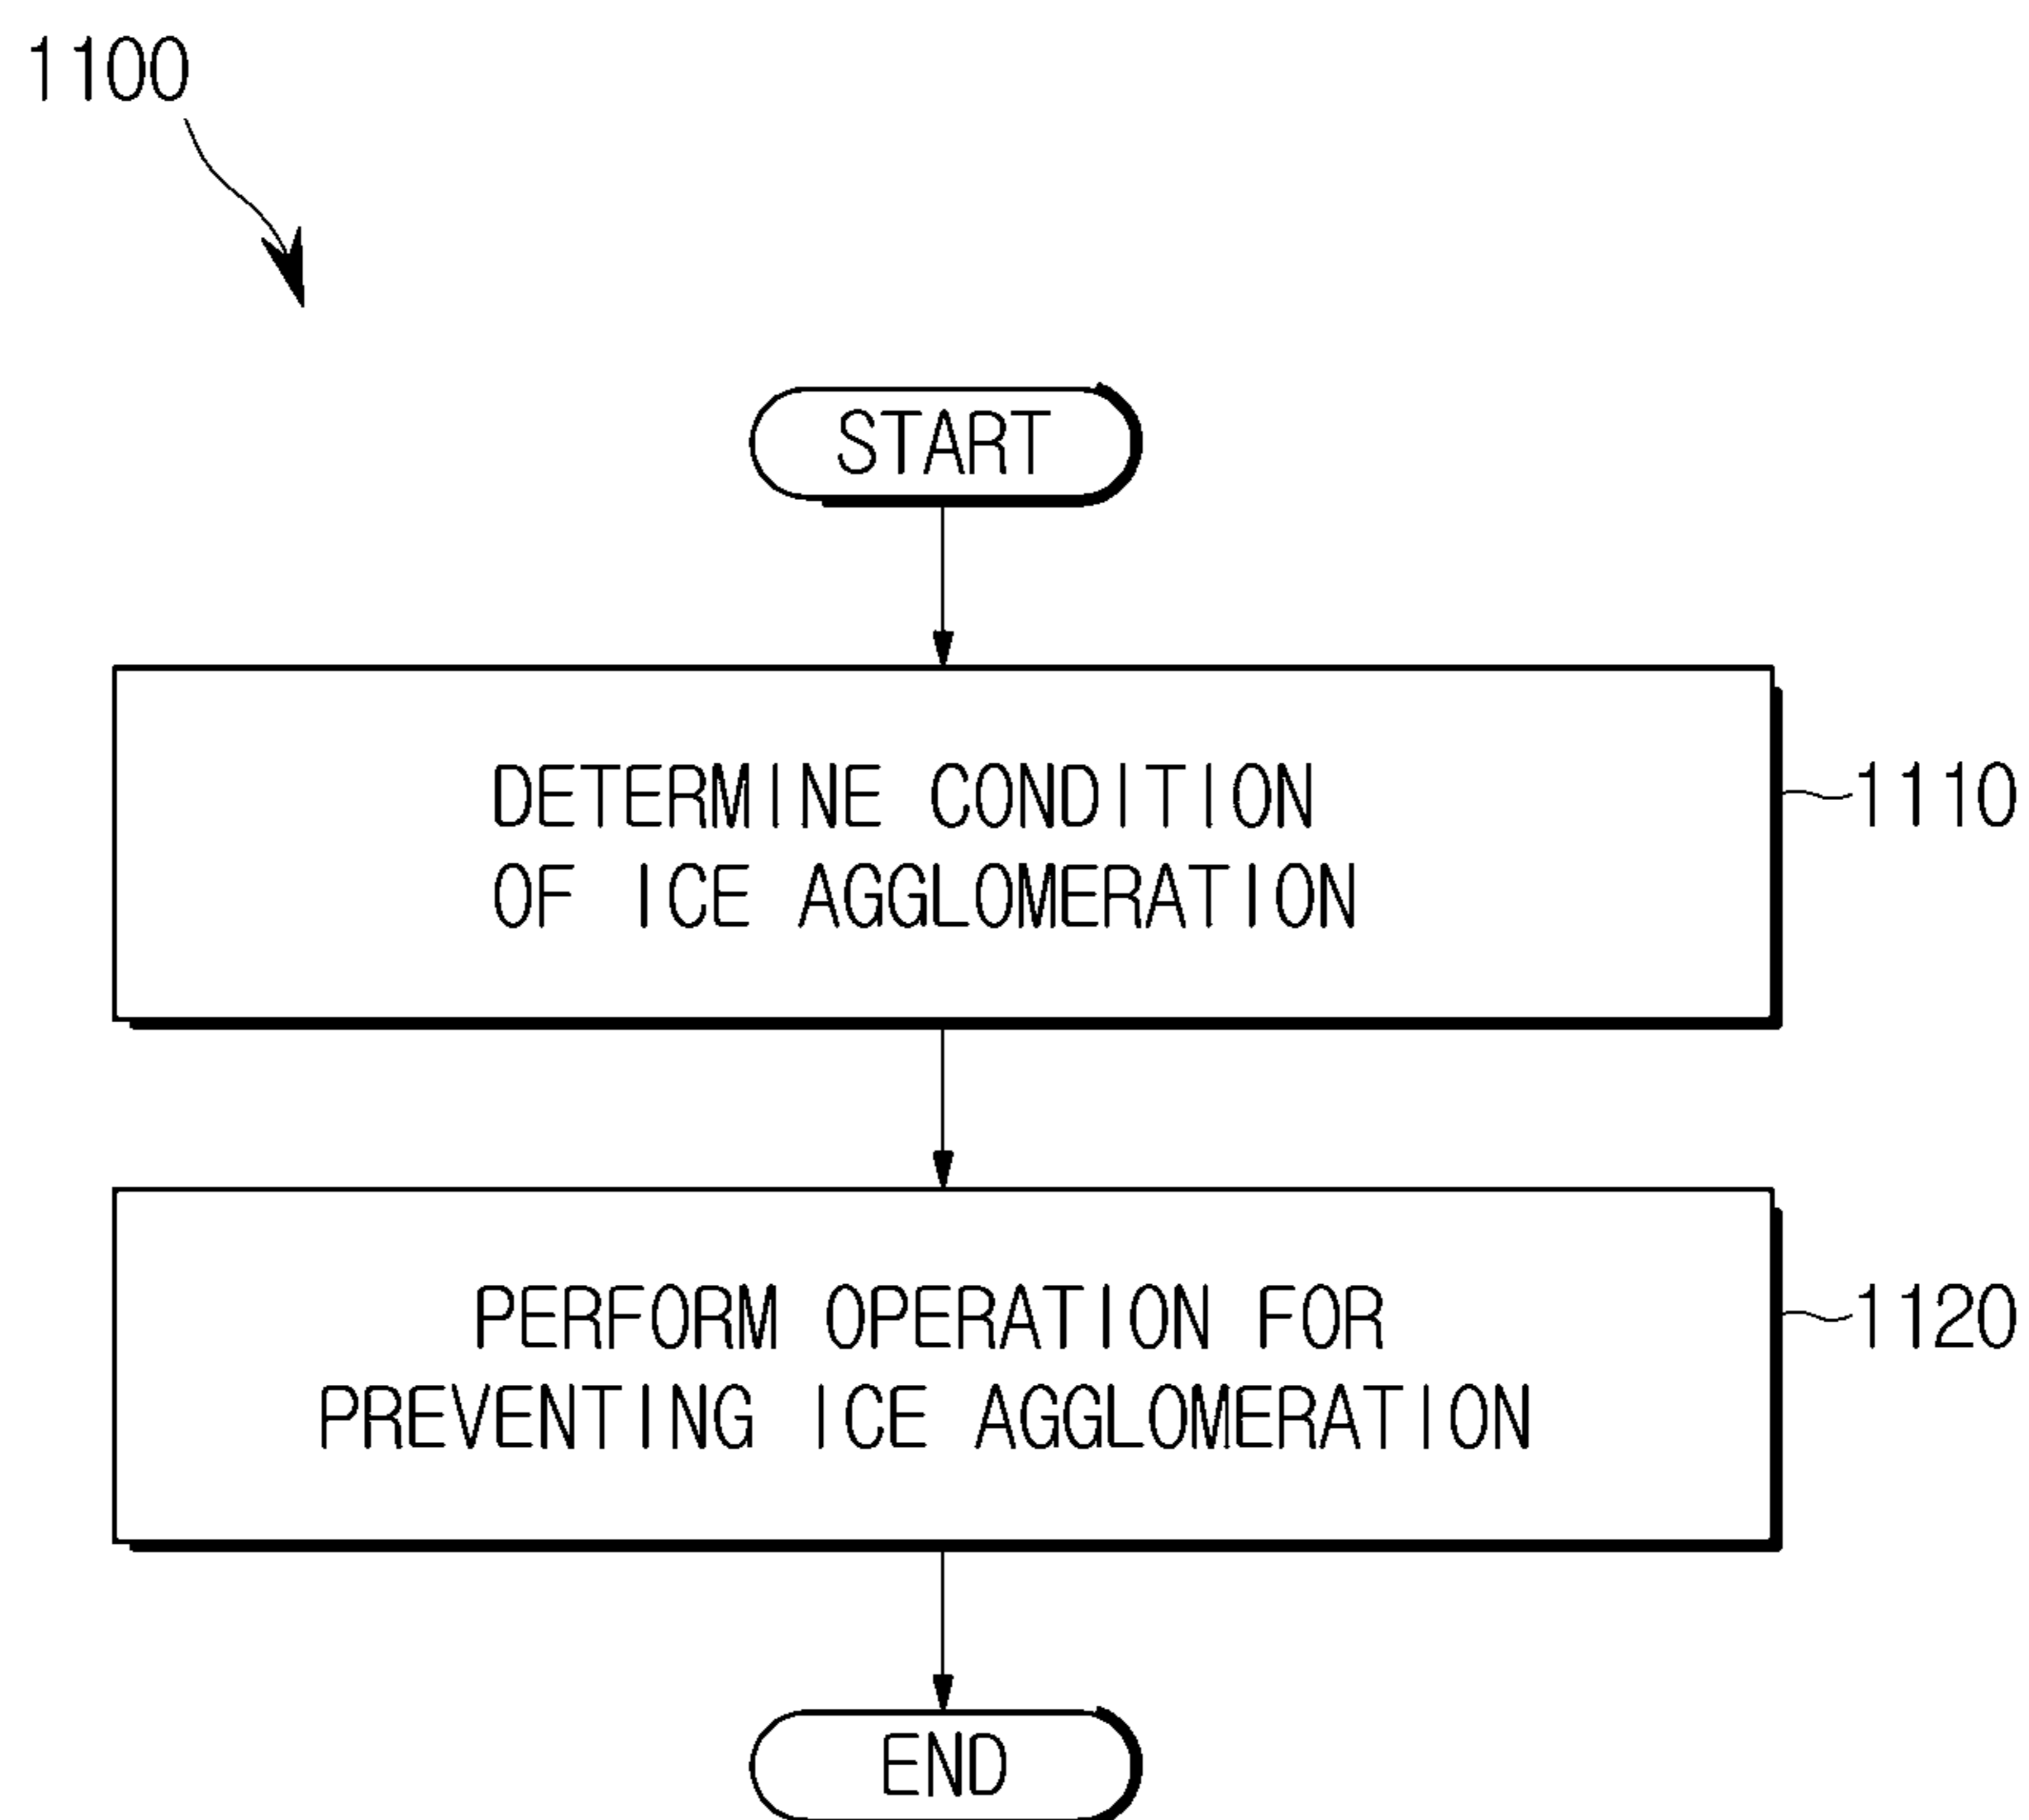 1100
START
DETERMINE CONDITION
OF ICE AGGLOMERATION
1110
PERFORM OPERATION FOR
PREVENTING ICE AGGLOMERATION
1120
END